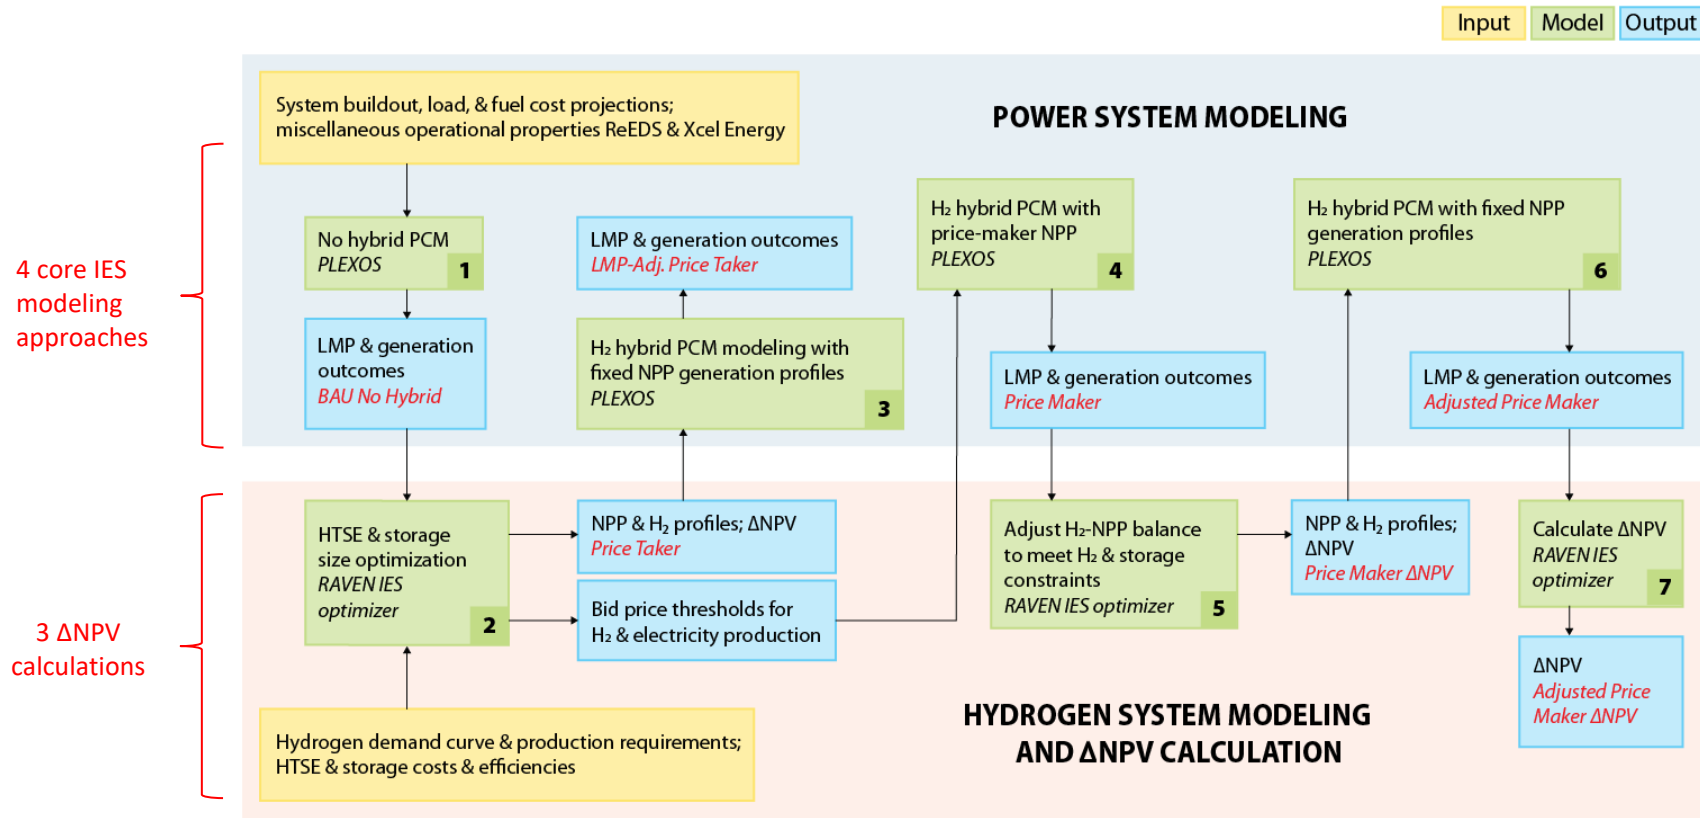 Input
Model
Output
System buildout, load, & fuel cost projections;
miscellaneous operational properties ReEDS & Xcel Energy
POWER SYSTEM MODELING
4 core IES
modeling
approaches
No hybrid PCM
PLEXOS
1
LMP & generation
outcomes
BAU No Hybrid
LMP & generation outcomes
LMP-Adj. Price Taker
H₂ hybrid PCM modeling with
fixed NPP generation profiles
PLEXOS
3
H₂ hybrid PCM with
price-maker NPP
PLEXOS
4
LMP & generation outcomes
Price Maker
H₂ hybrid PCM with fixed NPP
generation profiles
PLEXOS
6
LMP & generation outcomes
Adjusted Price Maker
3 ΔNPV
calculations
HTSE & storage
size optimization
RAVEN IES
optimizer
2
NPP & H₂ profiles; ΔNPV
Price Taker
Bid price thresholds for
H₂ & electricity production
Adjust H₂-NPP balance
to meet H₂ & storage
constraints
RAVEN IES optimizer
5
NPP & H₂ profiles;
ΔNPV
Price Maker ΔNPV
Calculate ΔNPV
RAVEN IES
optimizer
7
ΔNPV
Adjusted Price
Maker ΔNPV
Hydrogen demand curve & production requirements;
HTSE & storage costs & efficiencies
HYDROGEN SYSTEM MODELING
AND ΔNPV CALCULATION